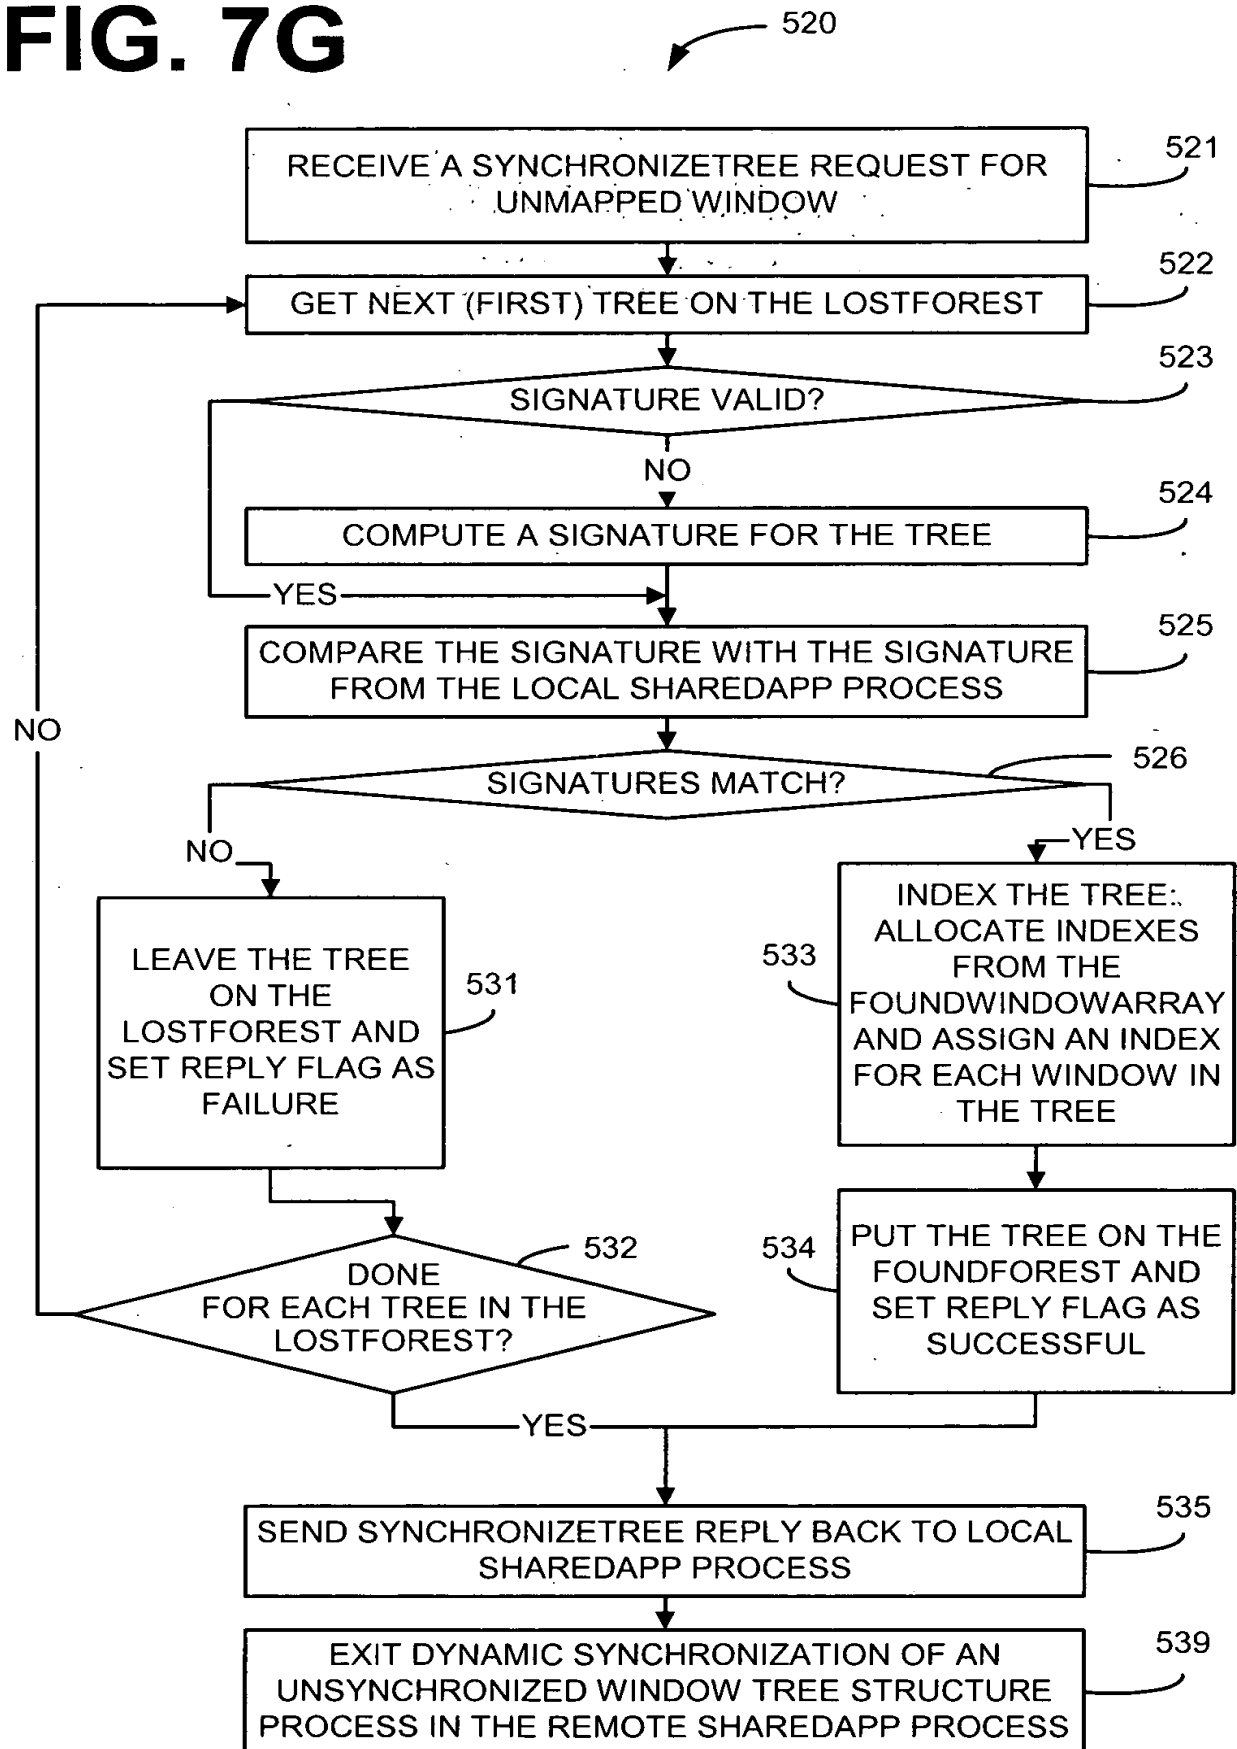 FIG. 7G
520
RECEIVE A SYNCHRONIZETREE REQUEST FOR
UNMAPPED WINDOW
521
GET NEXT (FIRST) TREE ON THE LOSTFOREST
522
SIGNATURE VALID?
523
NO
COMPUTE A SIGNATURE FOR THE TREE
524
YES
COMPARE THE SIGNATURE WITH THE SIGNATURE
FROM THE LOCAL SHAREDAPP PROCESS
525
NO
SIGNATURES MATCH?
526
NO
YES
LEAVE THE TREE
ON THE
LOSTFOREST AND
SET REPLY FLAG AS
FAILURE
531
533
INDEX THE TREE:
ALLOCATE INDEXES
FROM THE
FOUNDWINDOWARRAY
AND ASSIGN AN INDEX
FOR EACH WINDOW IN
THE TREE
DONE
FOR EACH TREE IN THE
LOSTFOREST?
532
534
PUT THE TREE ON THE
FOUNDFOREST AND
SET REPLY FLAG AS
SUCCESSFUL
YES
SEND SYNCHRONIZETREE REPLY BACK TO LOCAL
SHAREDAPP PROCESS
535
EXIT DYNAMIC SYNCHRONIZATION OF AN
UNSYNCHRONIZED WINDOW TREE STRUCTURE
PROCESS IN THE REMOTE SHAREDAPP PROCESS
539